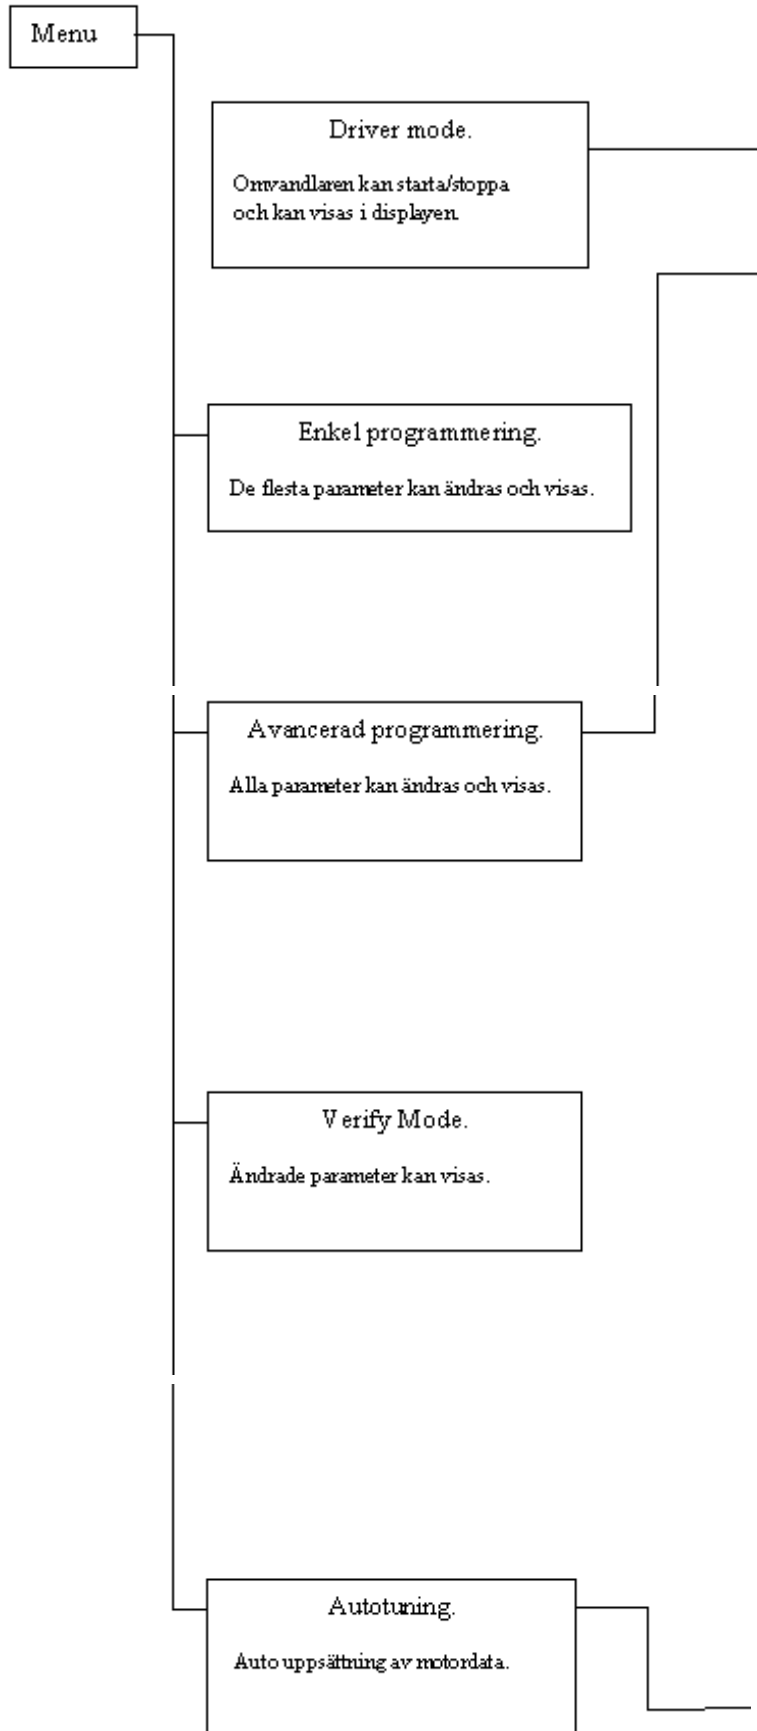 Menu
Driver mode.
Omvandlaren kan starta/stoppa
och kan visas i displayen.
Enkel programmering.
De flesta parameter kan ändras och visas.
Avancerad programmering.
Alla parameter kan ändras och visas.
Verify Mode.
Ändrade parameter kan visas.
Autotuning.
Auto uppsättning av motordata.